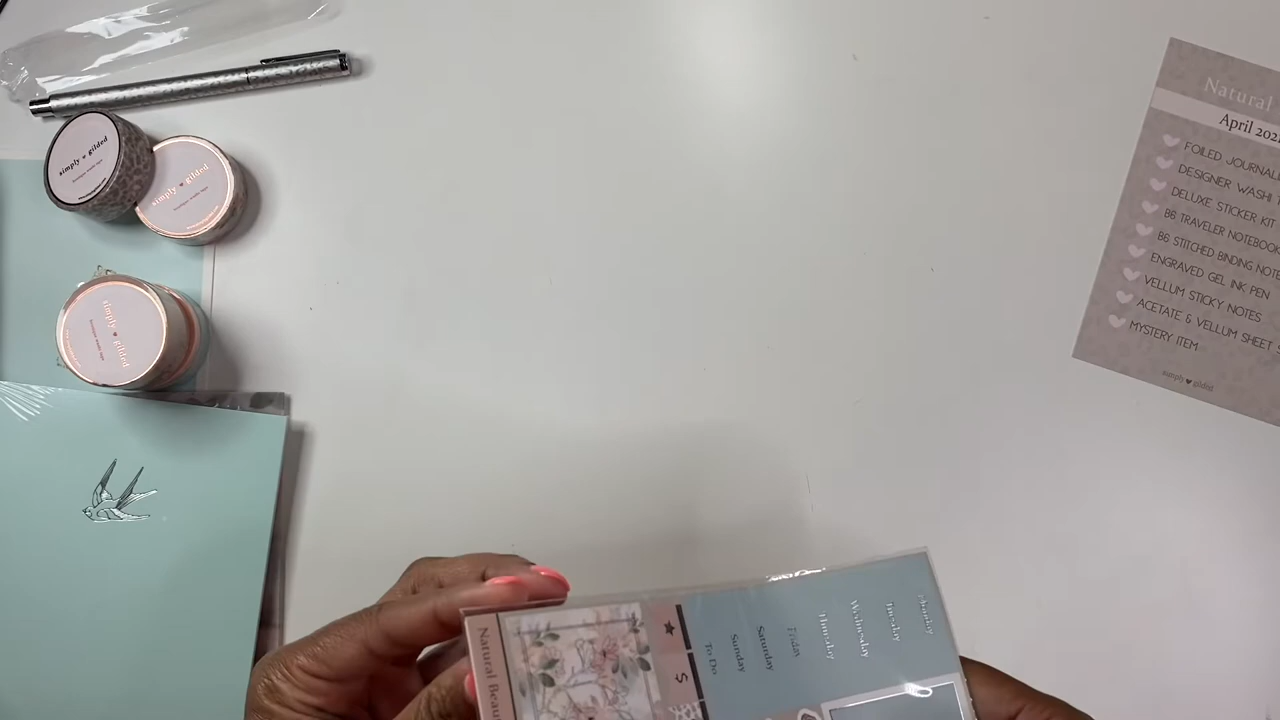 Natural
April 202
FOILED JOURNAL
DESIGNER WASHI T
DELUXE STICKER KIT
B6 TRAVELER NOTEBOOK
B6 STITCHED BINDING NOTE
ENGRAVED GEL INK PEN
VELLUM STICKY NOTES
ACETATE & VELLUM SHEET S
MYSTERY ITEM
simply gilded
simply gilded
simply gilded
simply gilded
Natural Beau
To Do
Sunday
Saturday
Friday
Thursday
Wednesday
Tuesday
Monday
$